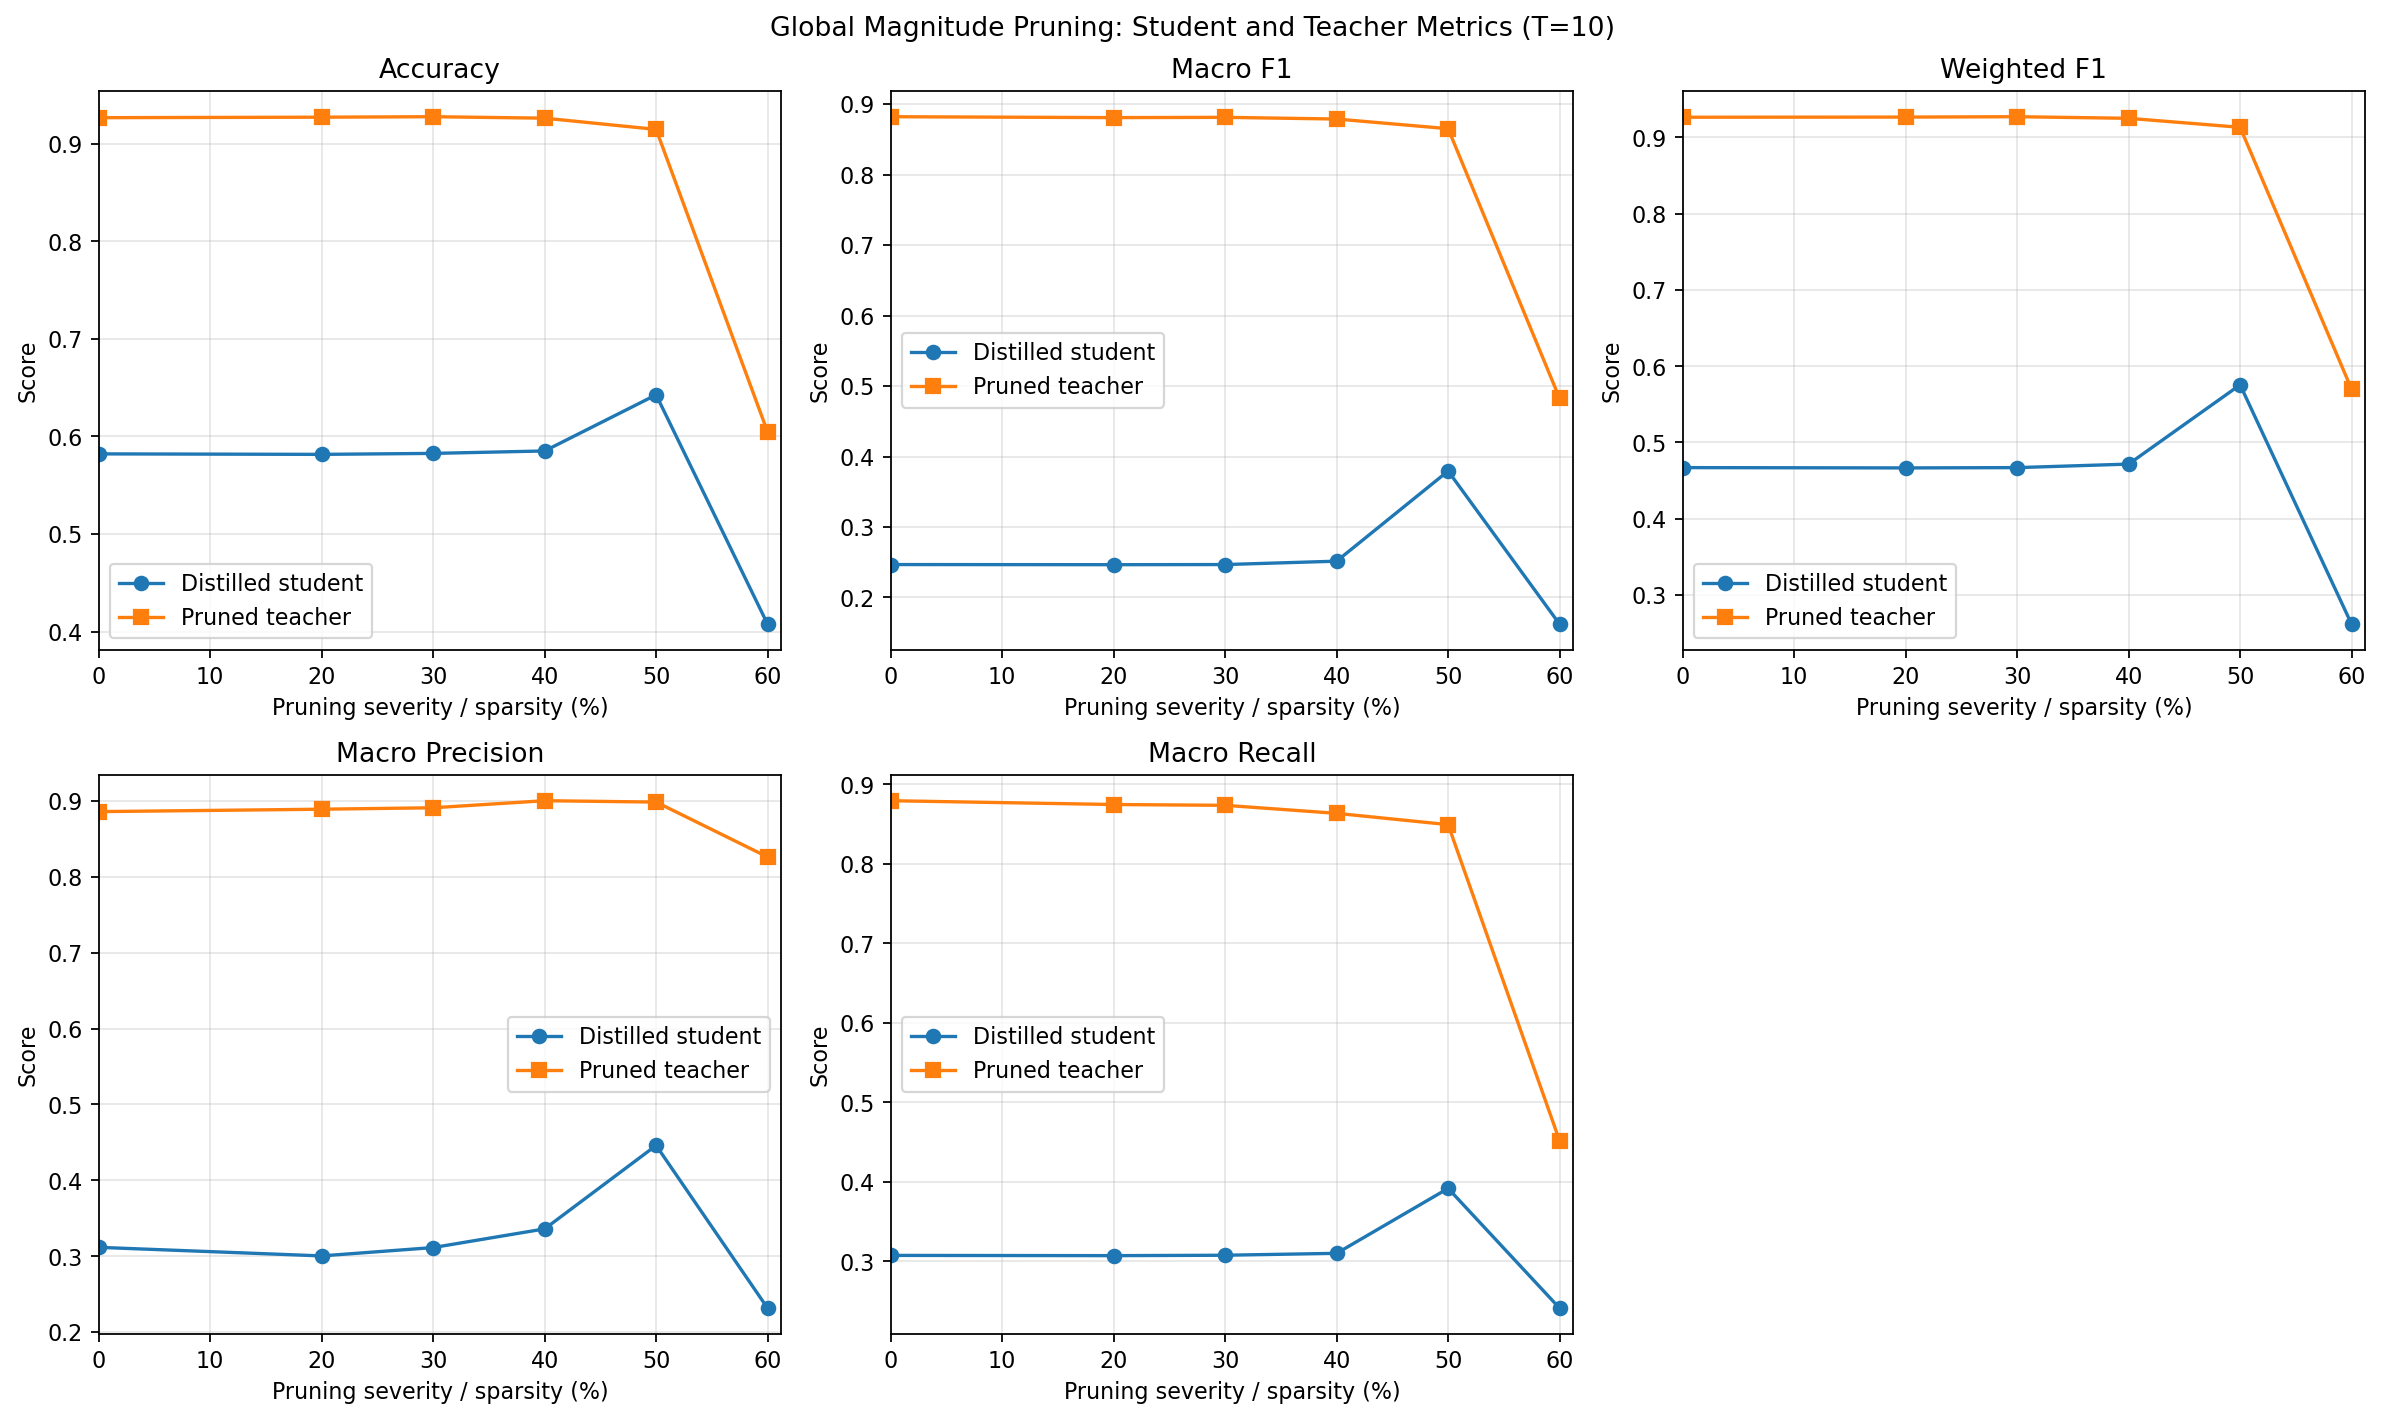 Global Magnitude Pruning: Student and Teacher Metrics (T=10)
Accuracy
0.9
0.8
0.7
0.6
0.5
0.4
Score
Distilled student
Pruned teacher
0 10 20 30 40 50 60
Pruning severity / sparsity (%)
Macro F1
0.9
0.8
0.7
0.6
0.5
0.4
0.3
0.2
Score
Distilled student
Pruned teacher
0 10 20 30 40 50 60
Pruning severity / sparsity (%)
Weighted F1
0.9
0.8
0.7
0.6
0.5
0.4
0.3
Score
Distilled student
Pruned teacher
0 10 20 30 40 50 60
Pruning severity / sparsity (%)
Macro Precision
0.9
0.8
0.7
0.6
0.5
0.4
0.3
0.2
Score
Distilled student
Pruned teacher
0 10 20 30 40 50 60
Pruning severity / sparsity (%)
Macro Recall
0.9
0.8
0.7
0.6
0.5
0.4
0.3
Score
Distilled student
Pruned teacher
0 10 20 30 40 50 60
Pruning severity / sparsity (%)